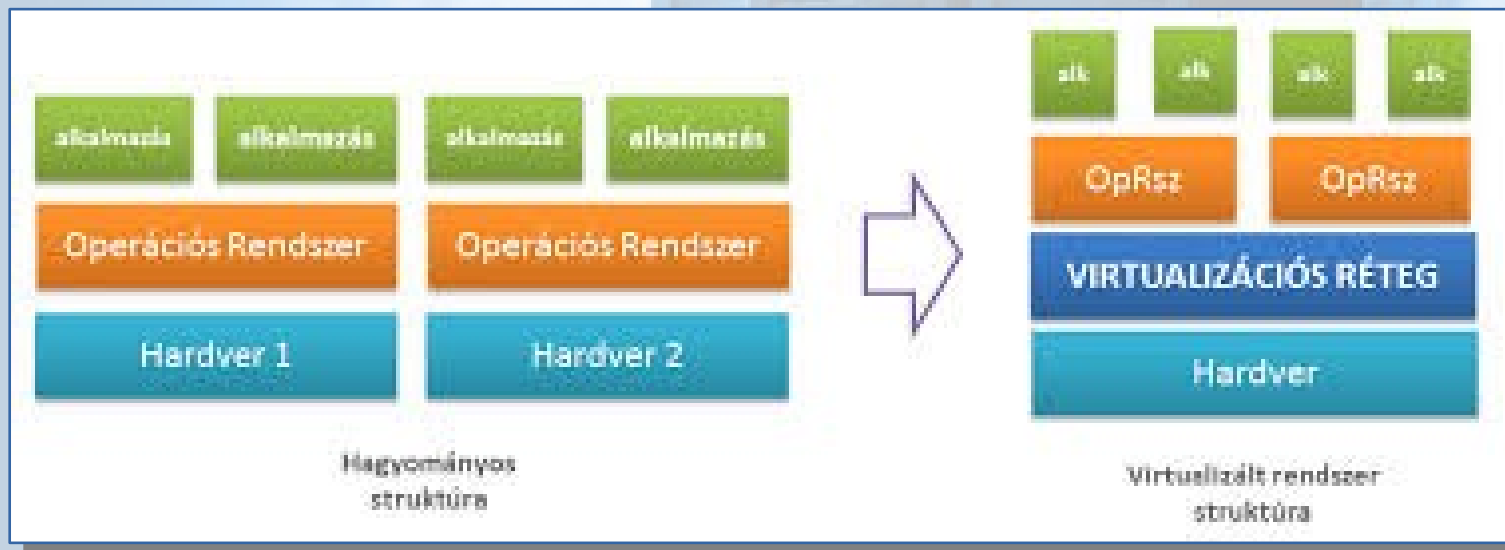 alkalmazás alkalmazás alkalmazás alkalmazás
Operációs Rendszer Operációs Rendszer
Hardver 1 Hardver 2
Hagyományos
struktúra
alk alk alk alk
OpRsz OpRsz
VIRTUALIZÁCIÓS RÉTEG
Hardver
Virtualizált rendszer
struktúra